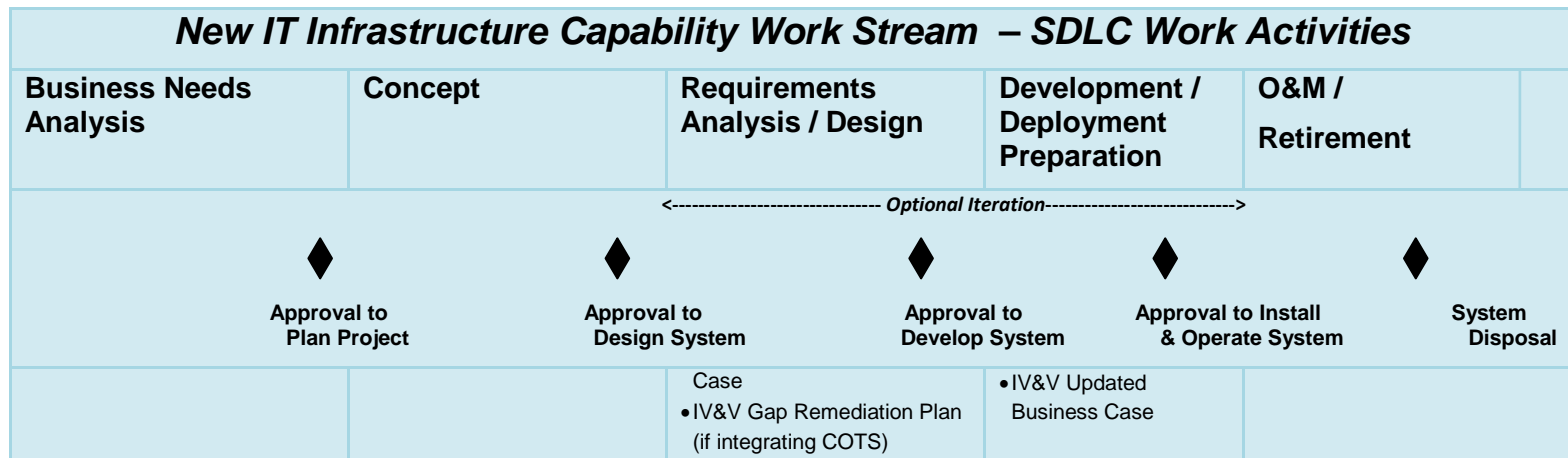 New IT Infrastructure Capability Work Stream – SDLC Work Activities
Business Needs
Analysis
Concept
Requirements
Analysis / Design
Development /
Deployment
Preparation
O&M /
Retirement
<-------------------------------- Optional Iteration----------------------------->
Approval to
Plan Project
Approval to
Design System
Approval to
Develop System
Approval to Install
& Operate System
System
Disposal
Case
•IV&V Gap Remediation Plan
(if integrating COTS)
•IV&V Updated
Business Case